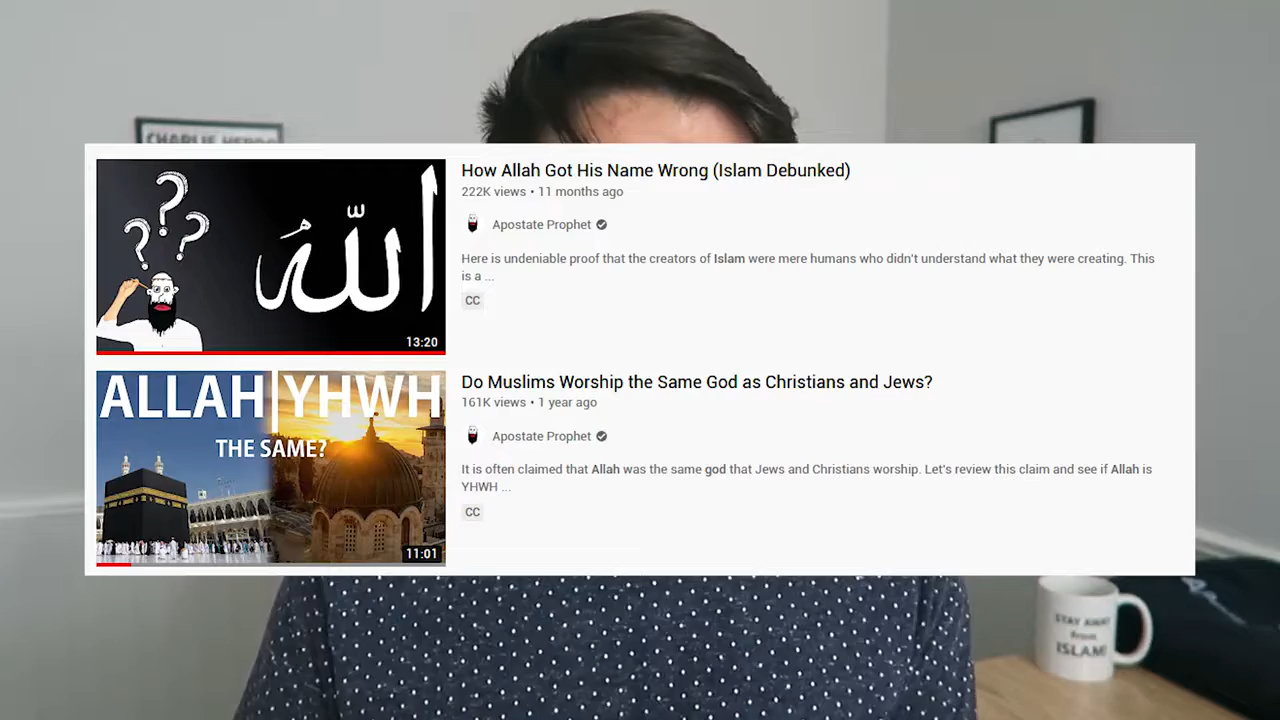 CHARLIE HEBDO
How Allah Got His Name Wrong (Islam Debunked)
222K views • 11 months ago
Apostate Prophet
Here is undeniable proof that the creators of Islam were mere humans who didn't understand what they were creating. This
is a ...
CC
? ? ?
الله
13:20
Do Muslims Worship the Same God as Christians and Jews?
161K views • 1 year ago
Apostate Prophet
It is often claimed that Allah was the same god that Jews and Christians worship. Let's review this claim and see if Allah is
YHWH ...
CC
ALLAH YHWH
THE SAME?
11:01
STAY AWAY
from
ISLAM!